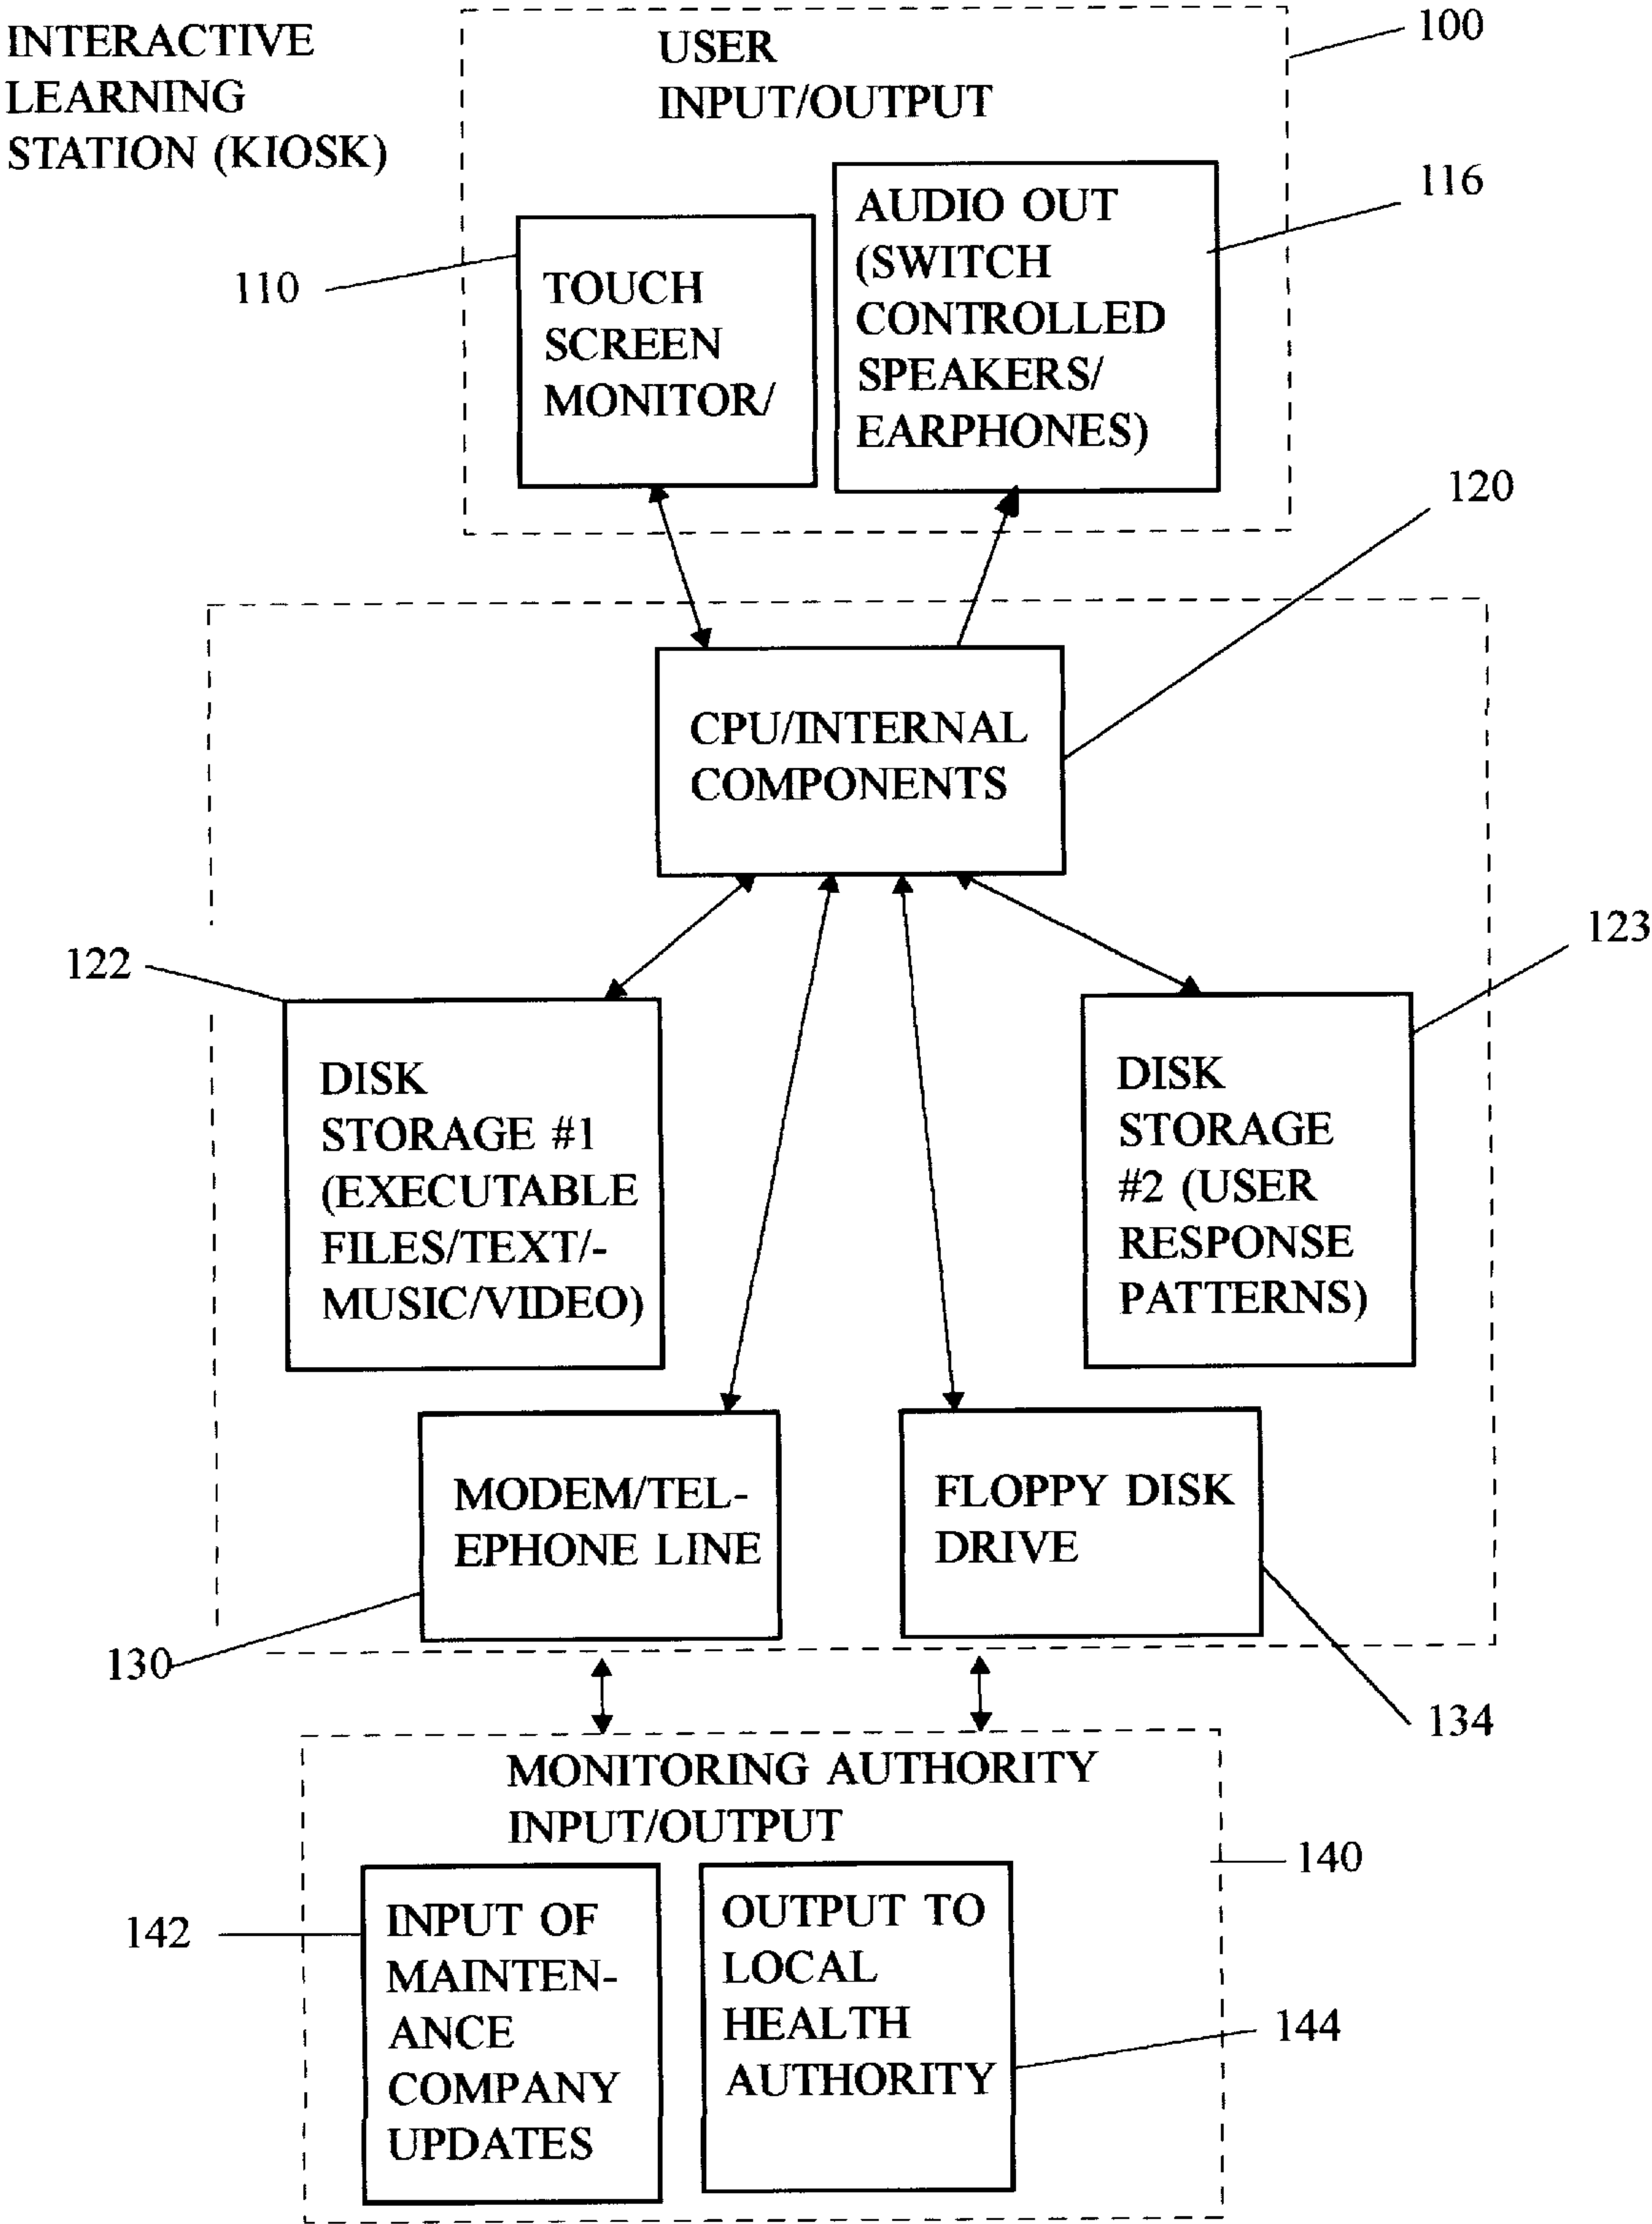 INTERACTIVE
LEARNING
STATION (KIOSK)
USER
INPUT/OUTPUT
100
110
TOUCH
SCREEN
MONITOR/
AUDIO OUT
(SWITCH
CONTROLLED
SPEAKERS/
EARPHONES)
116
120
CPU/INTERNAL
COMPONENTS
122
DISK
STORAGE #1
(EXECUTABLE
FILES/TEXT/-
MUSIC/VIDEO)
123
DISK
STORAGE
#2 (USER
RESPONSE
PATTERNS)
MODEM/TEL-
EPHONE LINE
130
FLOPPY DISK
DRIVE
134
MONITORING AUTHORITY
INPUT/OUTPUT
140
142
INPUT OF
MAINTEN-
ANCE
COMPANY
UPDATES
OUTPUT TO
LOCAL
HEALTH
AUTHORITY
144